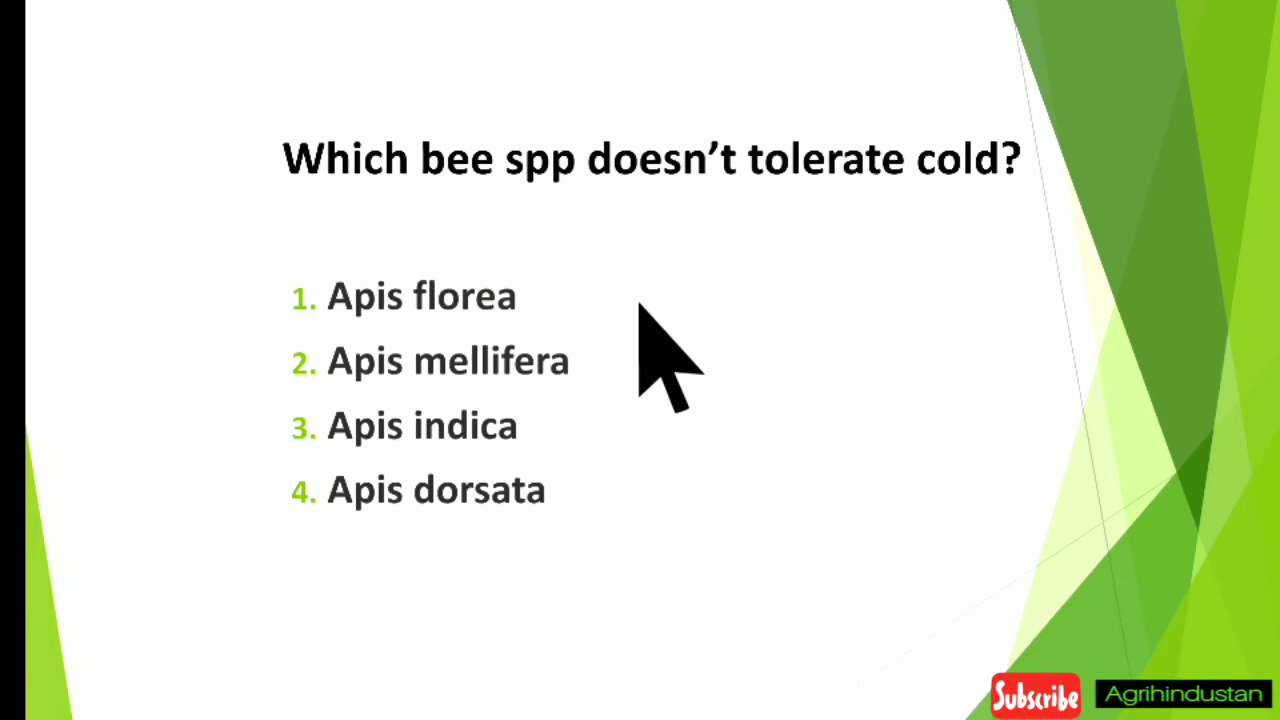 Which bee spp doesn’t tolerate cold?
1. Apis florea
2. Apis mellifera
3. Apis indica
4. Apis dorsata
Subscribe Agrihindustan